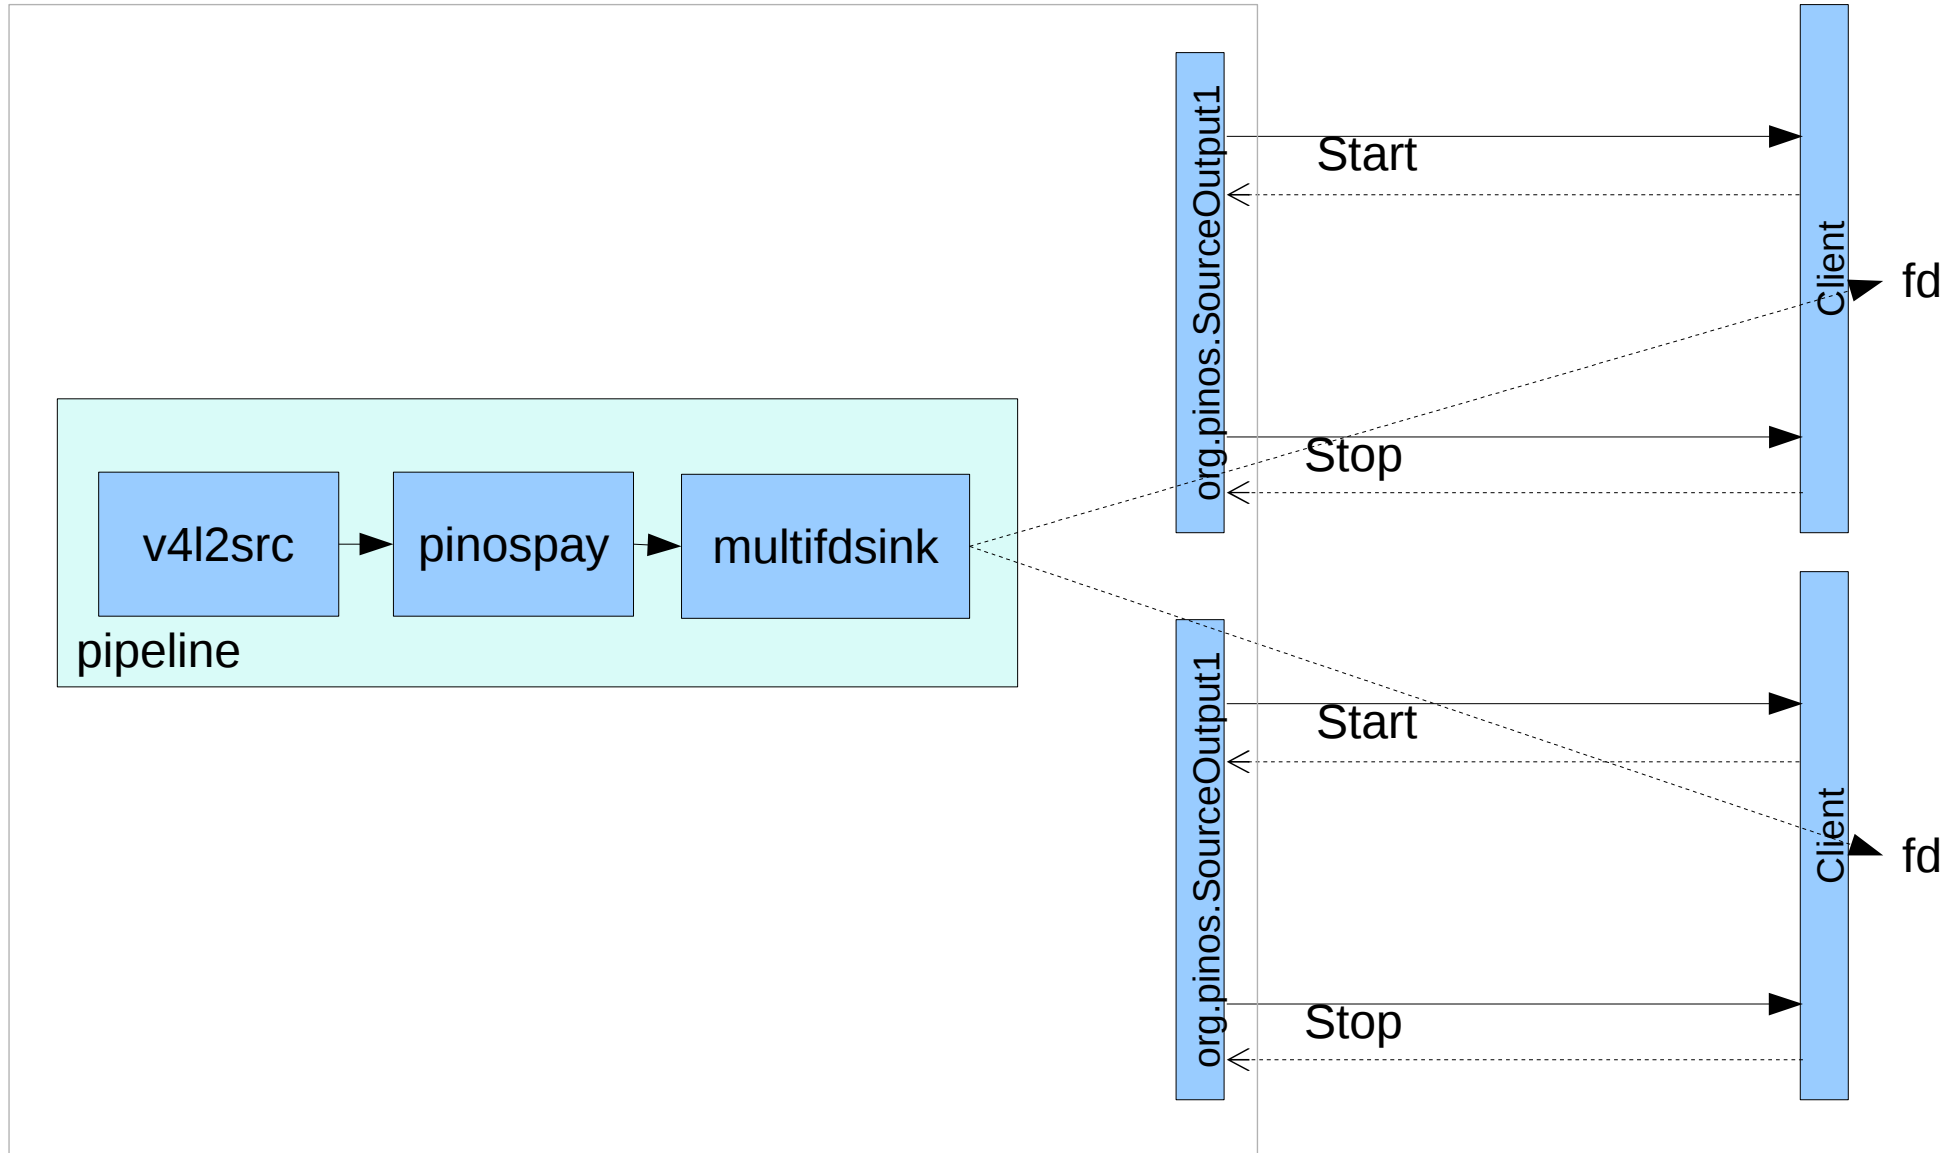 org.pinos.SourceOutput1
Start
Client
fd
Stop
v4l2src
pinospay
multifdsink
pipeline
org.pinos.SourceOutput1
Start
Client
fd
Stop